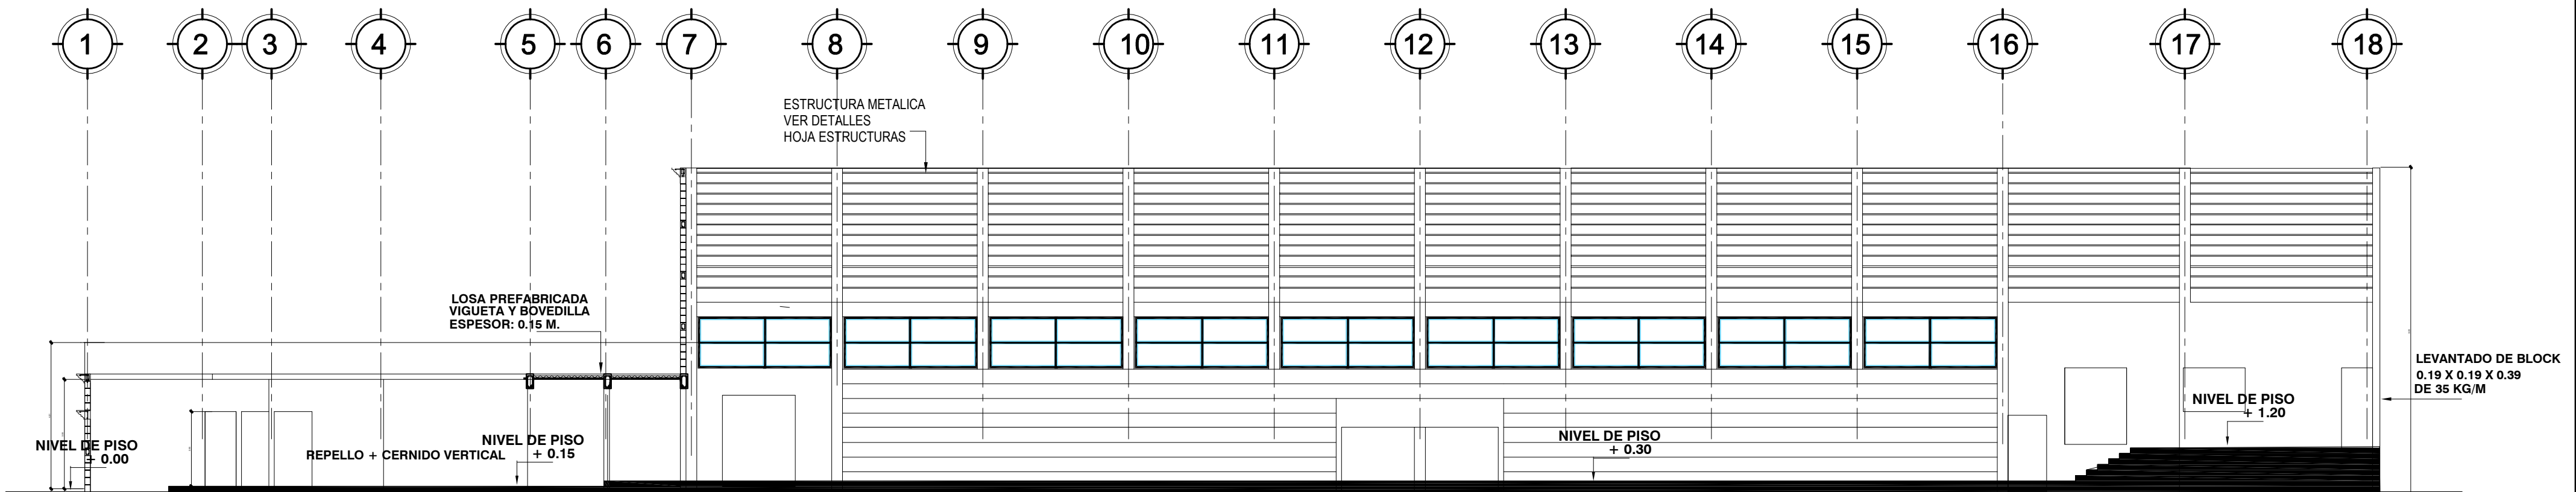 1 2 3 4 5 6 7 8 9 10 11 12 13 14 15 16 17 18
ESTRUCTURA METALICA
VER DETALLES
HOJA ESTRUCTURAS
LOSA PREFABRICADA
VIGUETA Y BOVEDILLA
ESPESOR: 0.15 M.
LEVANTADO DE BLOCK
0.19 X 0.19 X 0.39
DE 35 KG/M
NIVEL DE PISO
+ 1.20
NIVEL DE PISO
+ 0.00
REPELLO + CERNIDO VERTICAL
NIVEL DE PISO
+ 0.15
NIVEL DE PISO
+ 0.30